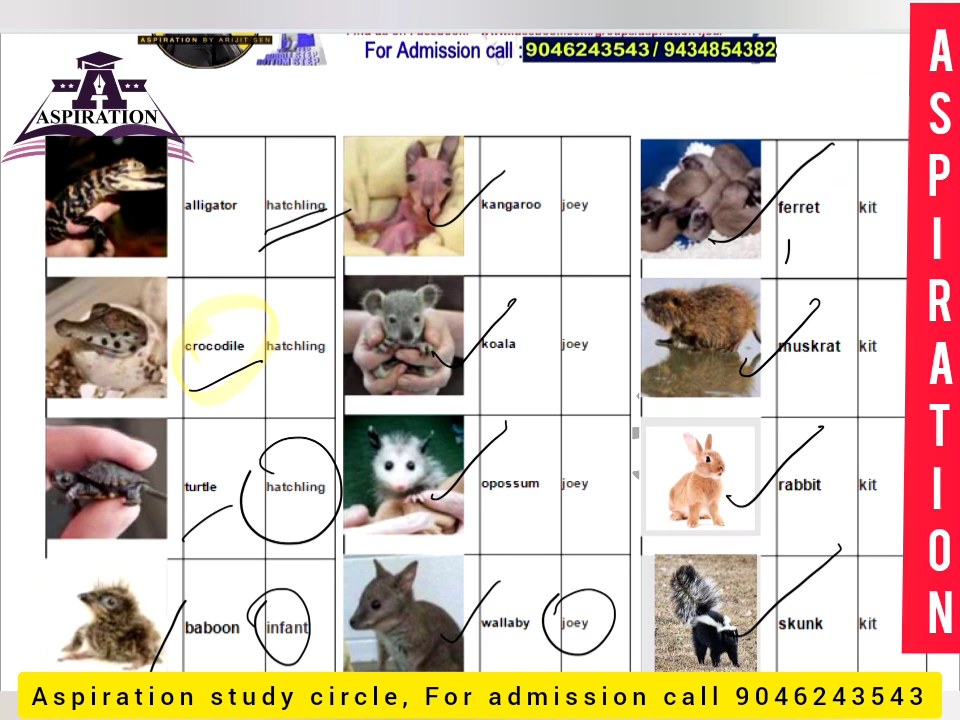 ASPIRATION BY ARIJIT SEN
For Admission call : 9046243543 / 9434854382
ASPIRATION
alligator hatchling kangaroo joey ferret kit
crocodile hatchling koala joey muskrat kit
turtle hatchling opossum joey rabbit kit
baboon infant wallaby joey skunk kit
ASPIRATION
Aspiration study circle, For admission call 9046243543